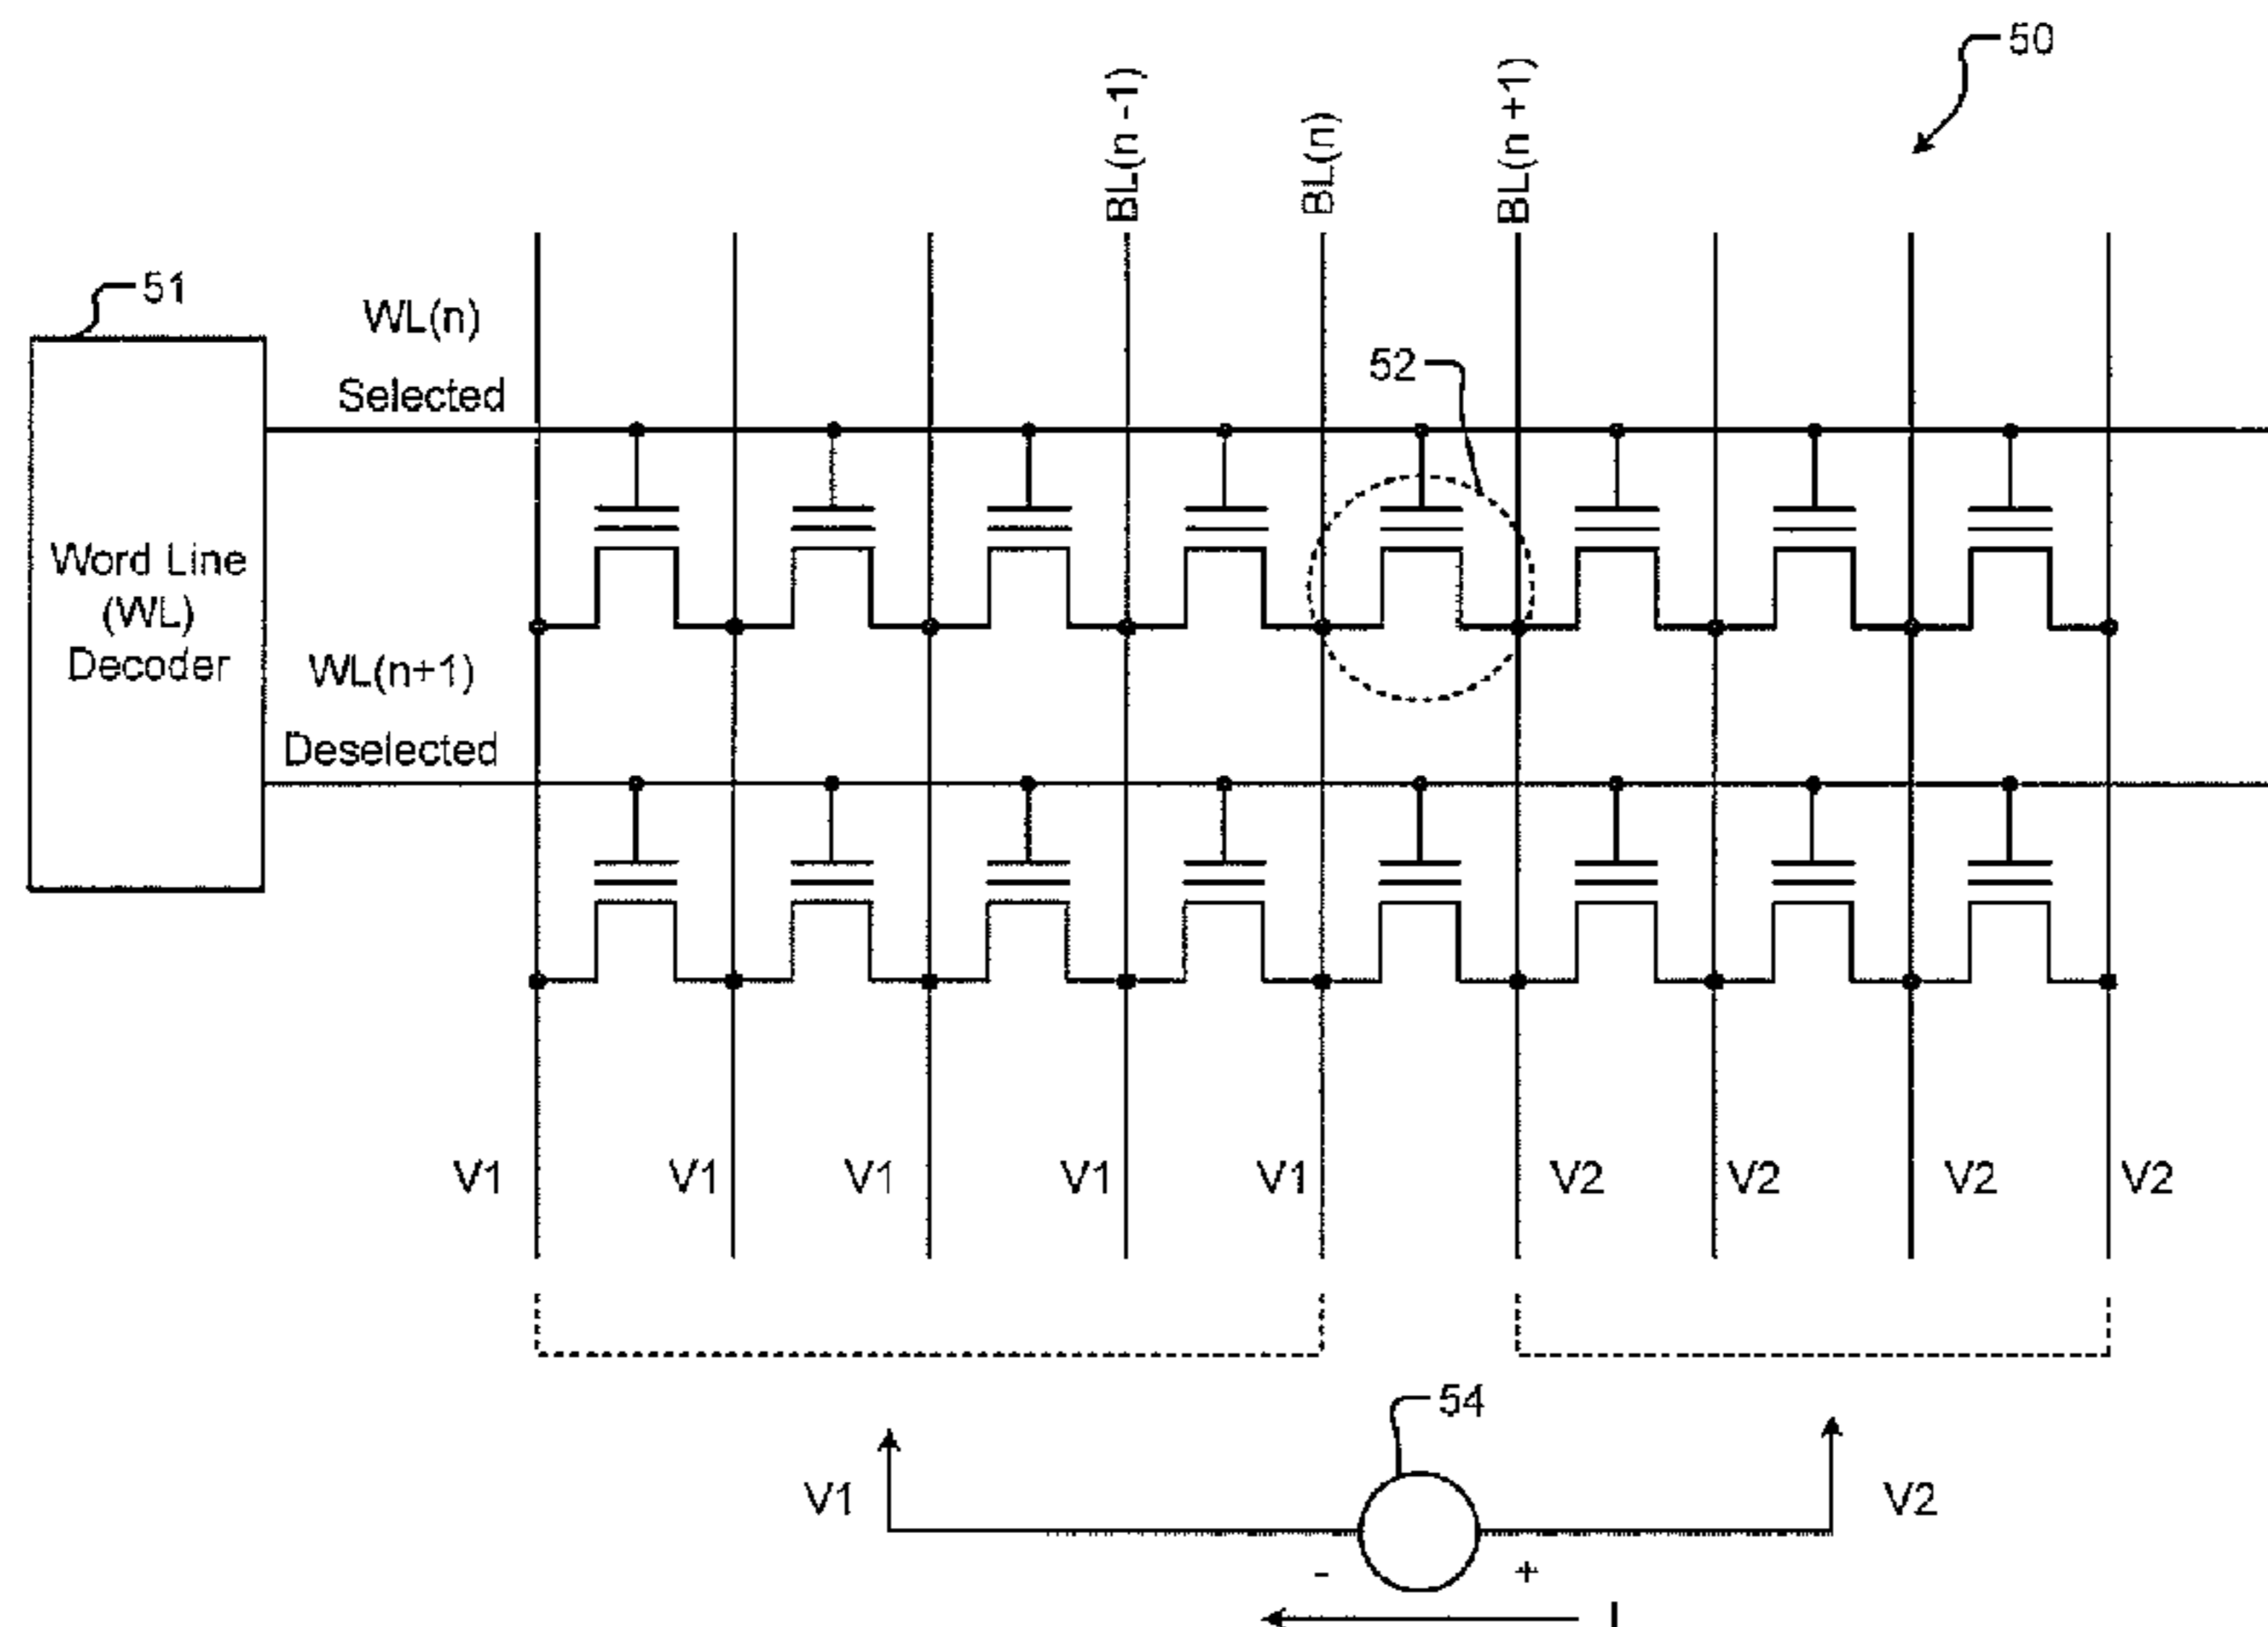 50
BL(n -1)
BL(n)
BL(n +1)
51
WL(n)
Selected
52
Word Line
(WL)
Decoder
WL(n+1)
Deselected
V1 V1 V1 V1 V1 V2 V2 V2 V2
54
V1
V2
- +
I